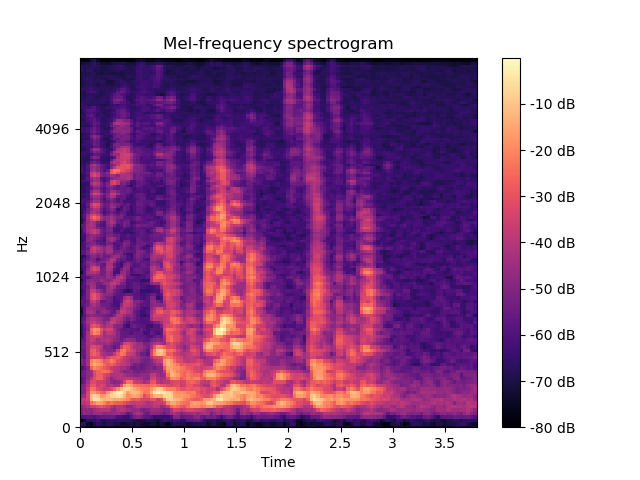 Mel-frequency spectrogram
Hz
4096
2048
1024
512
0
0 0.5 1 1.5 2 2.5 3 3.5
Time
-10 dB
-20 dB
-30 dB
-40 dB
-50 dB
-60 dB
-70 dB
-80 dB